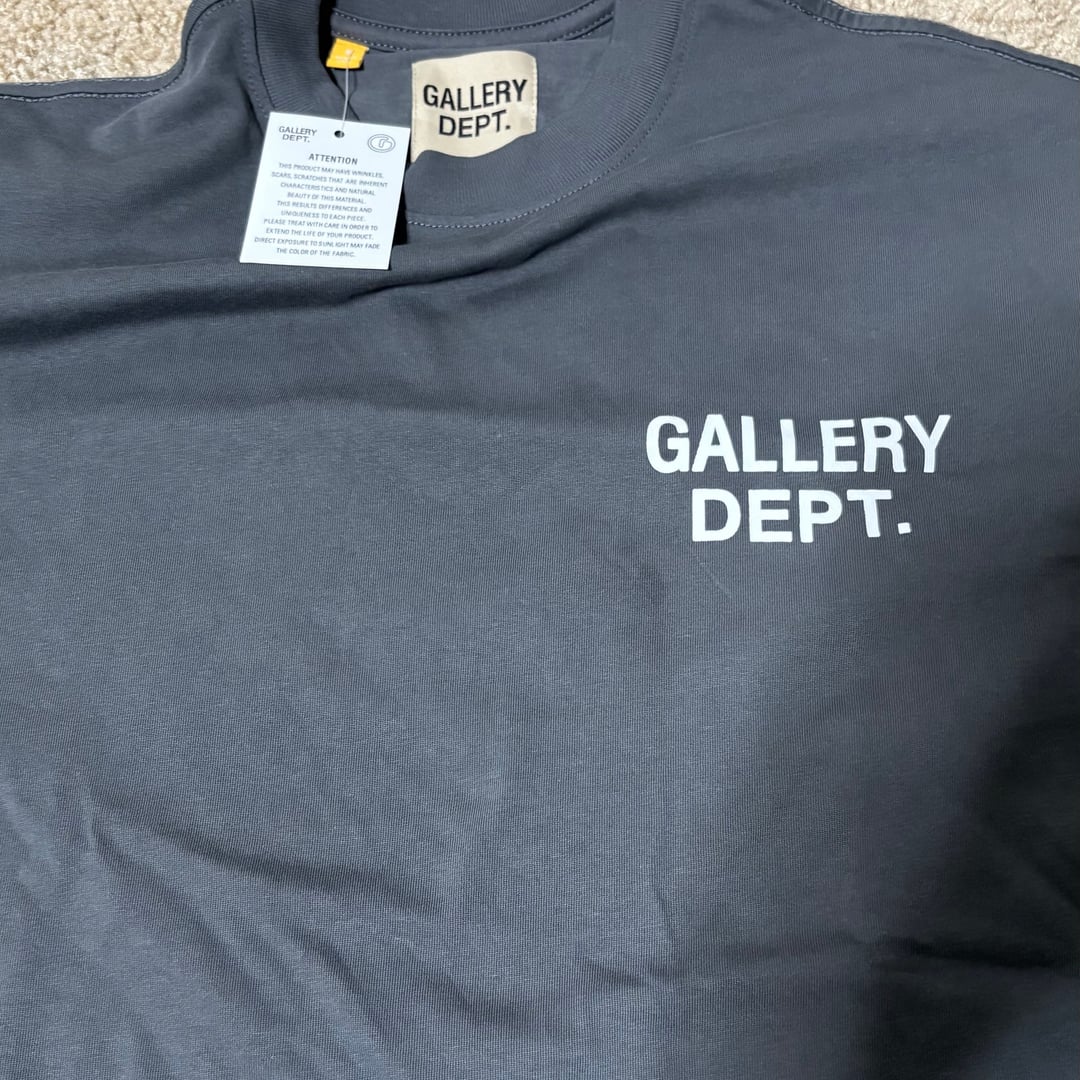 GALLERY
DEPT.
GALLERY
DEPT.
ATTENTION
THIS PRODUCT MAY HAVE WRINKLES,
SCARS, SCRATCHES THAT ARE INHERENT
CHARACTERISTICS AND NATURAL
BEAUTY OF THIS MATERIAL.
THIS RESULTS DIFFERENCES AND
UNIQUENESS TO EACH PIECE.
PLEASE TREAT WITH CARE IN ORDER TO
EXTEND THE LIFE OF YOUR PRODUCT.
DIRECT EXPOSURE TO SUNLIGHT MAY FADE
THE COLOR OF THE FABRIC.
GALLERY
DEPT.